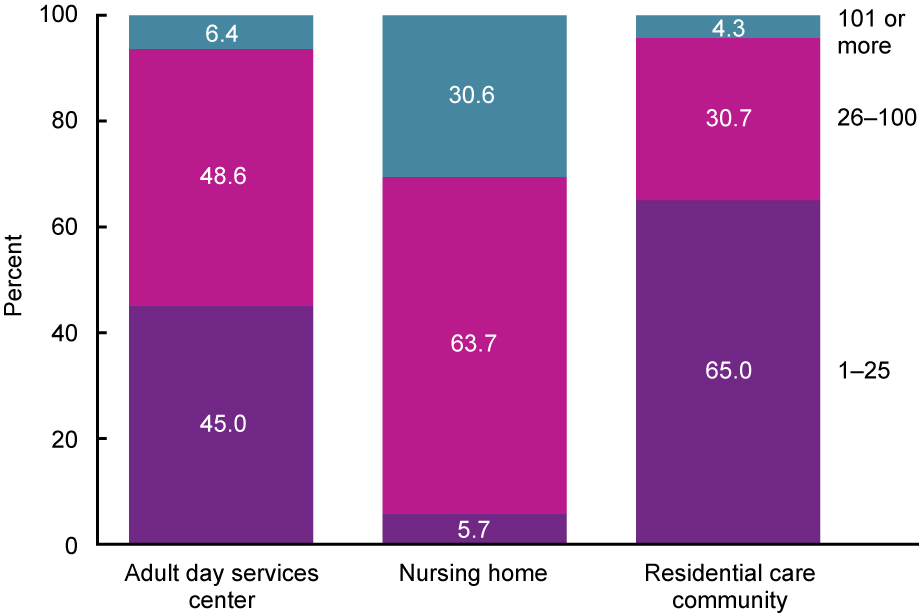 100
80
60
40
20
0
Percent
6.4
48.6
45.0
30.6
63.7
5.7
4.3
30.7
65.0
101 or
more
26–100
1–25
Adult day services
center
Nursing home
Residential care
community